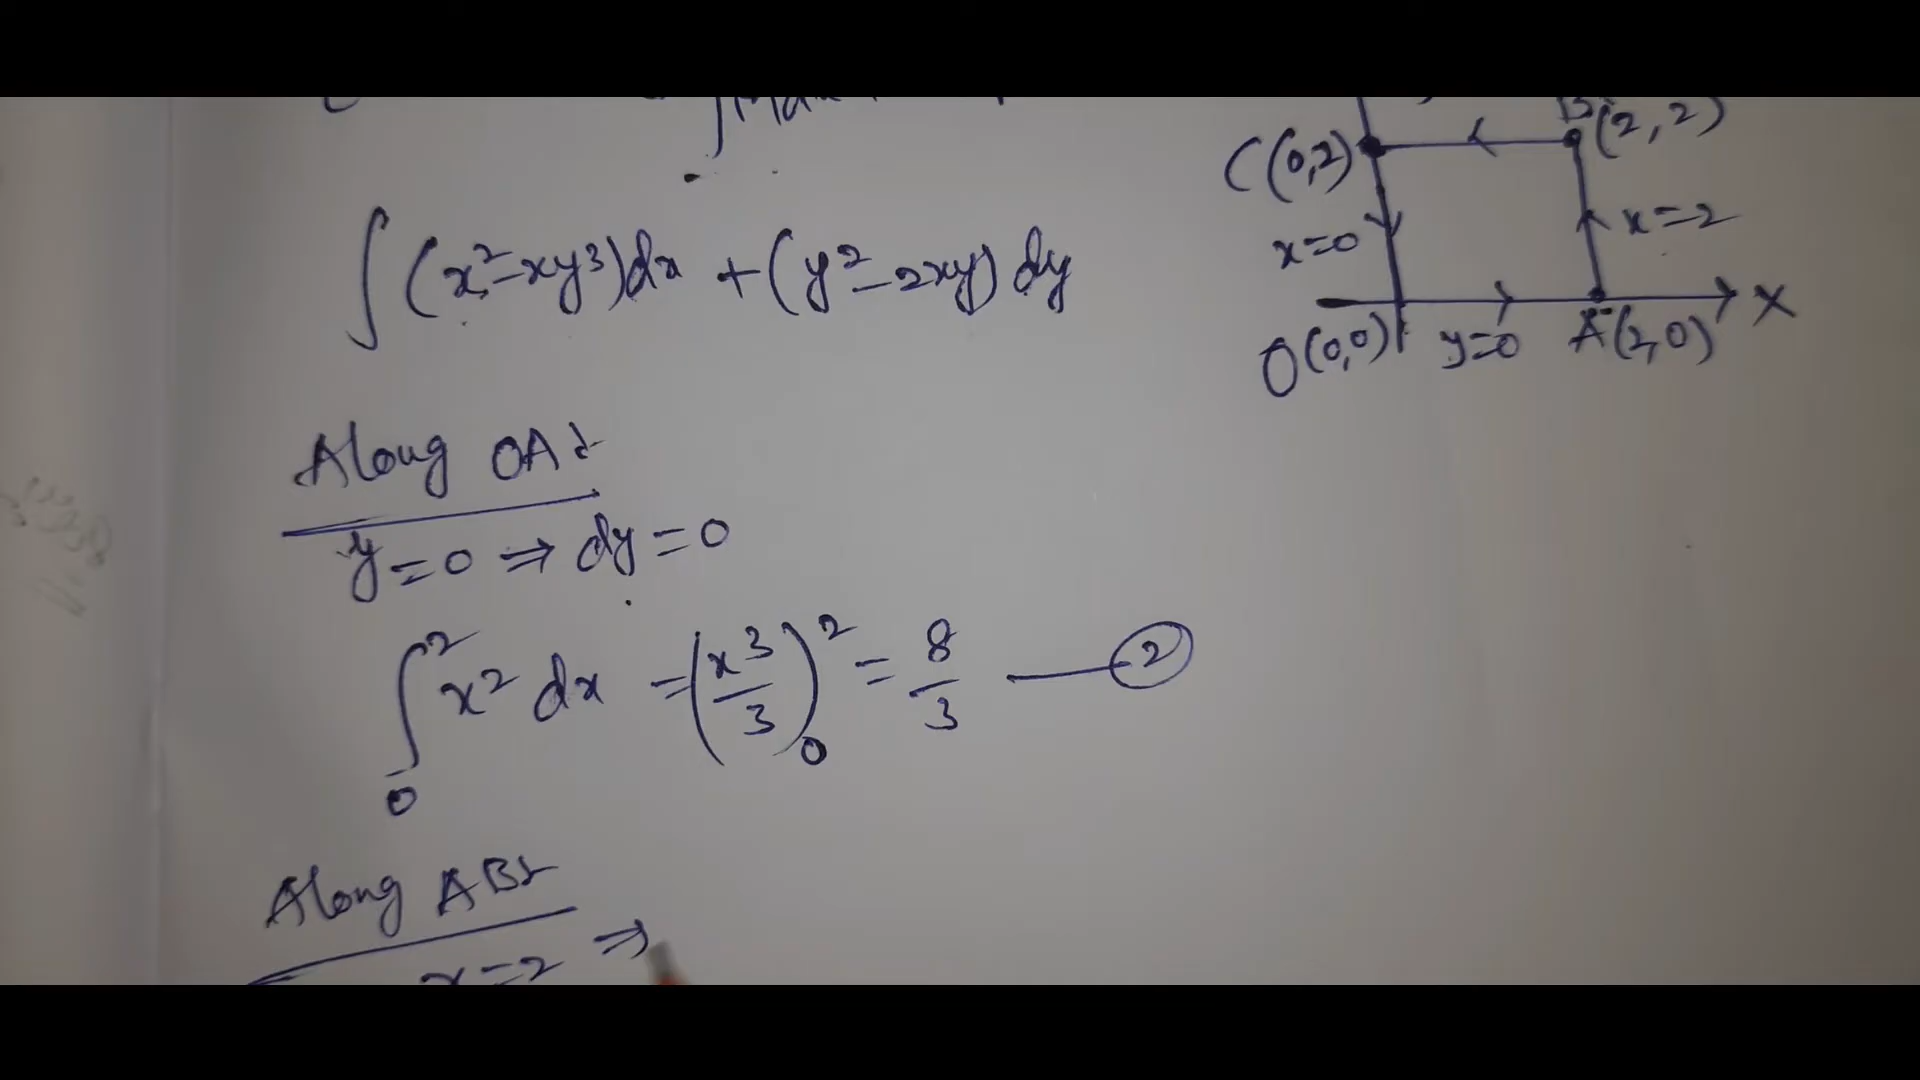 ∫(x²-xy³)dx + (y²-2xy)dy
C(0,2)
(2,2)
x=0
x=2
O(0,0)
y=0
A(2,0)
X
Along OA:
y=0 ⇒ dy=0
∫₀² x² dx = (x³/3)₀² = 8/3 — ②
Along AB:
x=2 ⇒